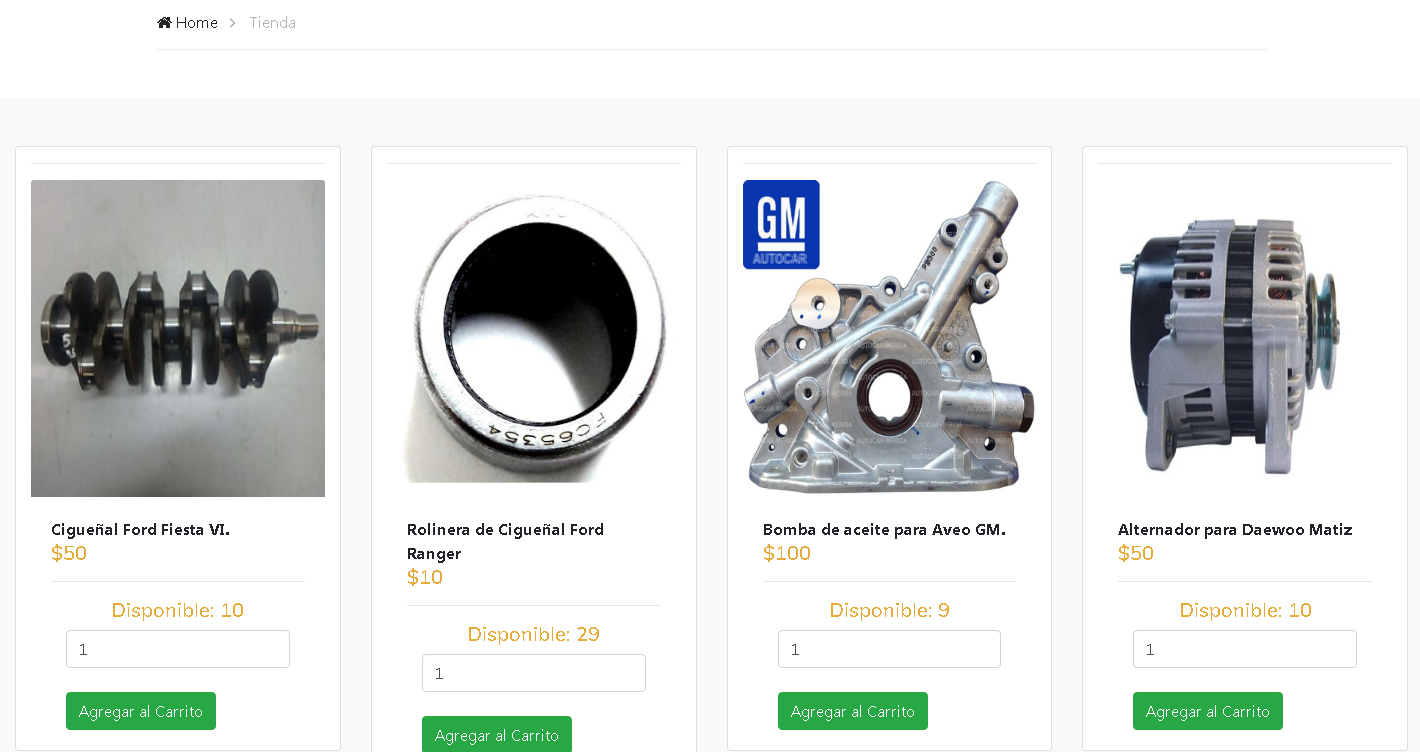 Home > Tienda
GM
AUTOCAR
FC65354
Cigueñal Ford Fiesta VI.
$50
Disponible: 10
1
Agregar al Carrito
Rolinera de Cigueñal Ford
Ranger
$10
Disponible: 29
1
Agregar al Carrito
Bomba de aceite para Aveo GM.
$100
Disponible: 9
1
Agregar al Carrito
Alternador para Daewoo Matiz
$50
Disponible: 10
1
Agregar al Carrito